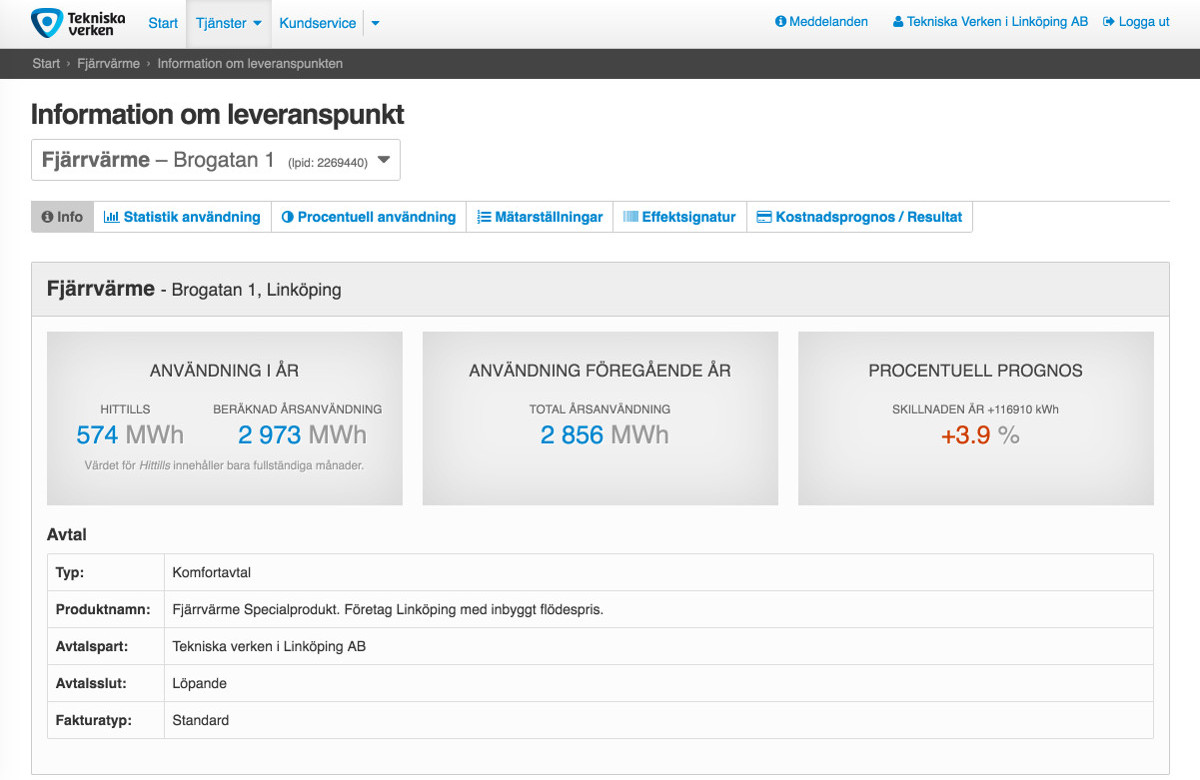 Tekniska verken Start Tjänster Kundservice Meddelanden Tekniska Verken i Linköping AB Logga ut
Start › Fjärrvärme › Information om leveranspunkten
Information om leveranspunkt
Fjärrvärme – Brogatan 1 (lpid: 2269440)
Info Statistik användning Procentuell användning Mätarställningar Effektsignatur Kostnadsprognos / Resultat
Fjärrvärme - Brogatan 1, Linköping
ANVÄNDNING I ÅR
HITTILLS BERÄKNAD ÅRSANVÄNDNING
574 MWh 2 973 MWh
Värdet för Hittills innehåller bara fullständiga månader.
ANVÄNDNING FÖREGÅENDE ÅR
TOTAL ÅRSANVÄNDNING
2 856 MWh
PROCENTUELL PROGNOS
SKILLNADEN ÄR +116910 kWh
+3.9 %
Avtal
Typ: Komfortavtal
Produktnamn: Fjärrvärme Specialprodukt. Företag Linköping med inbyggt flödespris.
Avtalspart: Tekniska verken i Linköping AB
Avtalsslut: Löpande
Fakturatyp: Standard